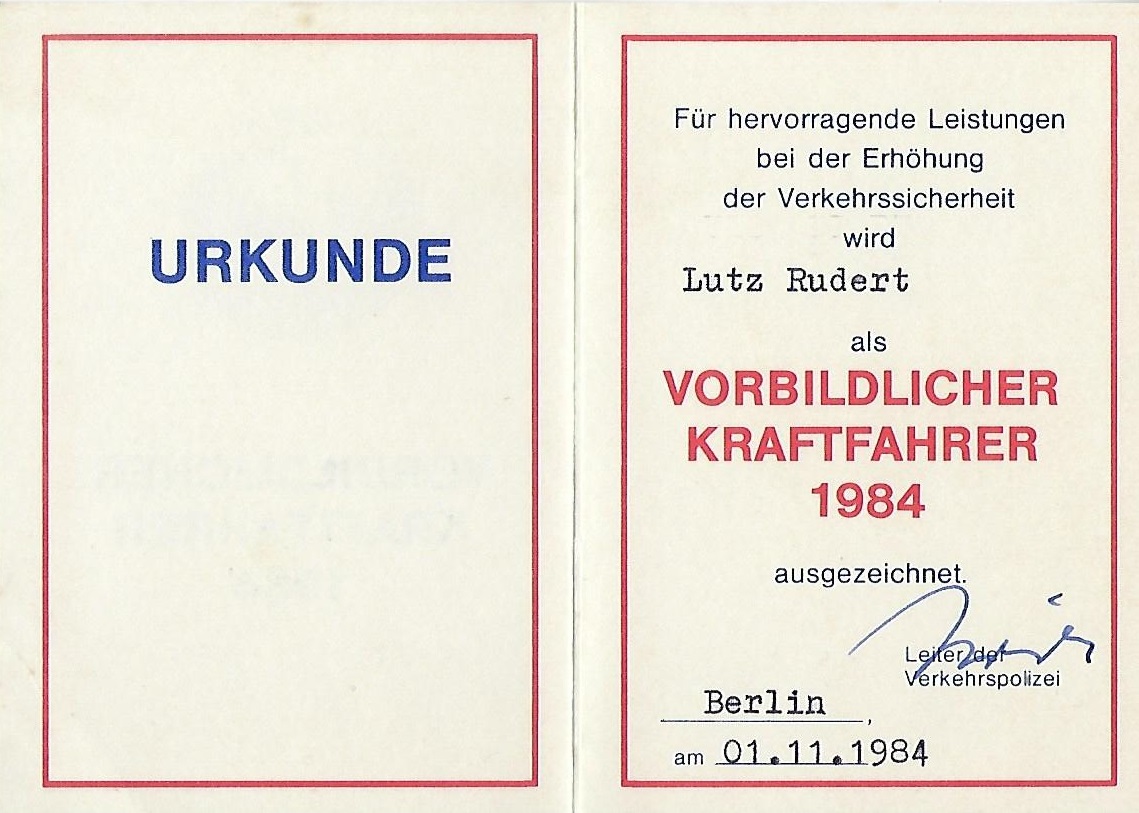 URKUNDE
Für hervorragende Leistungen
bei der Erhöhung
der Verkehrssicherheit
wird
Lutz Rudert
als
VORBILDLICHER
KRAFTFAHRER
1984
ausgezeichnet.
Leiter der
Verkehrspolizei
Berlin,
am 01.11.1984